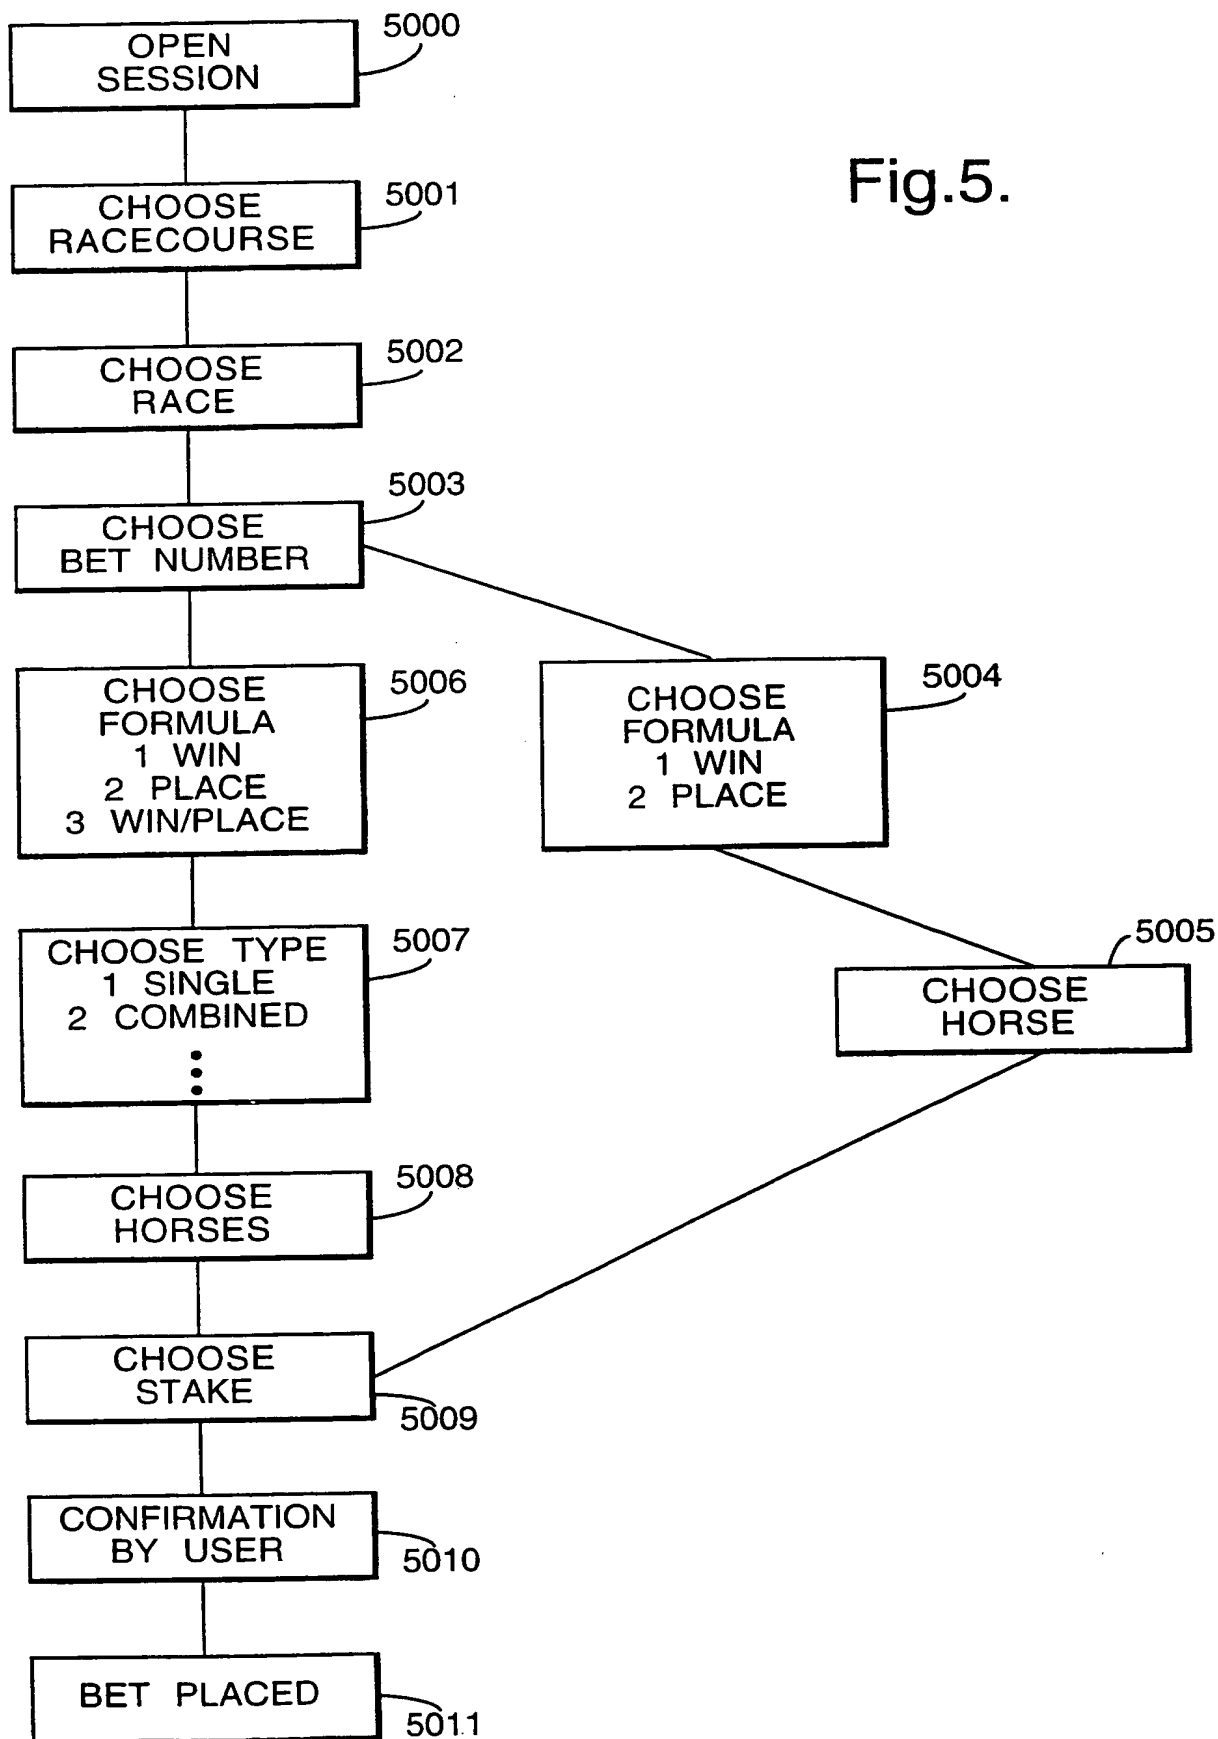 5000
OPEN
SESSION
Fig.5.
5001
CHOOSE
RACECOURSE
5002
CHOOSE
RACE
5003
CHOOSE
BET NUMBER
5006
CHOOSE
FORMULA
1 WIN
2 PLACE
3 WIN/PLACE
5004
CHOOSE
FORMULA
1 WIN
2 PLACE
5007
CHOOSE TYPE
1 SINGLE
2 COMBINED
5005
CHOOSE
HORSE
5008
CHOOSE
HORSES
CHOOSE
STAKE
5009
CONFIRMATION
BY USER
5010
BET PLACED
5011